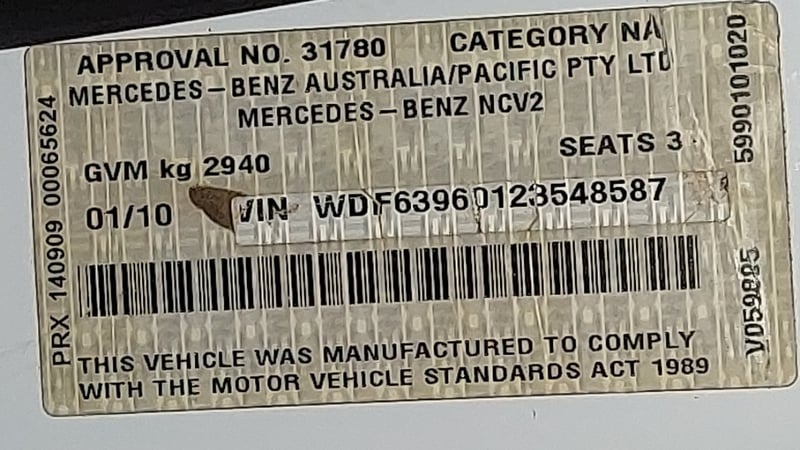 APPROVAL NO. 31780 CATEGORY NA
MERCEDES-BENZ AUSTRALIA/PACIFIC PTY LTD
MERCEDES-BENZ NCV2
GVM kg 2940 SEATS 3
01/10 VIN WDF63960123548587
THIS VEHICLE WAS MANUFACTURED TO COMPLY
WITH THE MOTOR VEHICLE STANDARDS ACT 1989
PRX 140909 00065624
5990101020